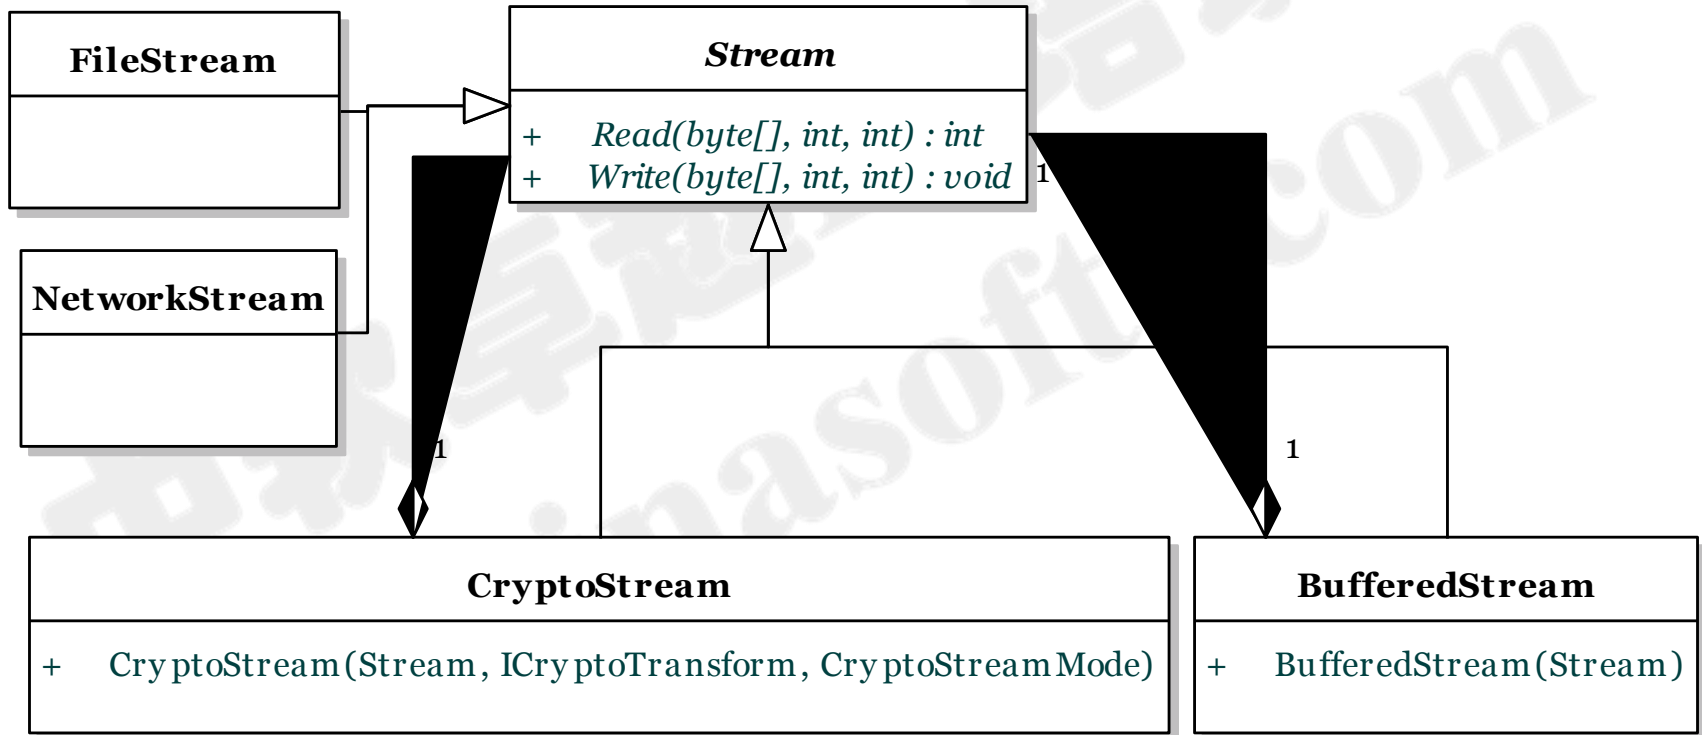 FileStream
Stream
+ Read(byte[], int, int) : int
+ Write(byte[], int, int) : void
1
NetworkStream
1
1
CryptoStream
+ CryptoStream(Stream, ICryptoTransform, CryptoStreamMode)
BufferedStream
+ BufferedStream(Stream)